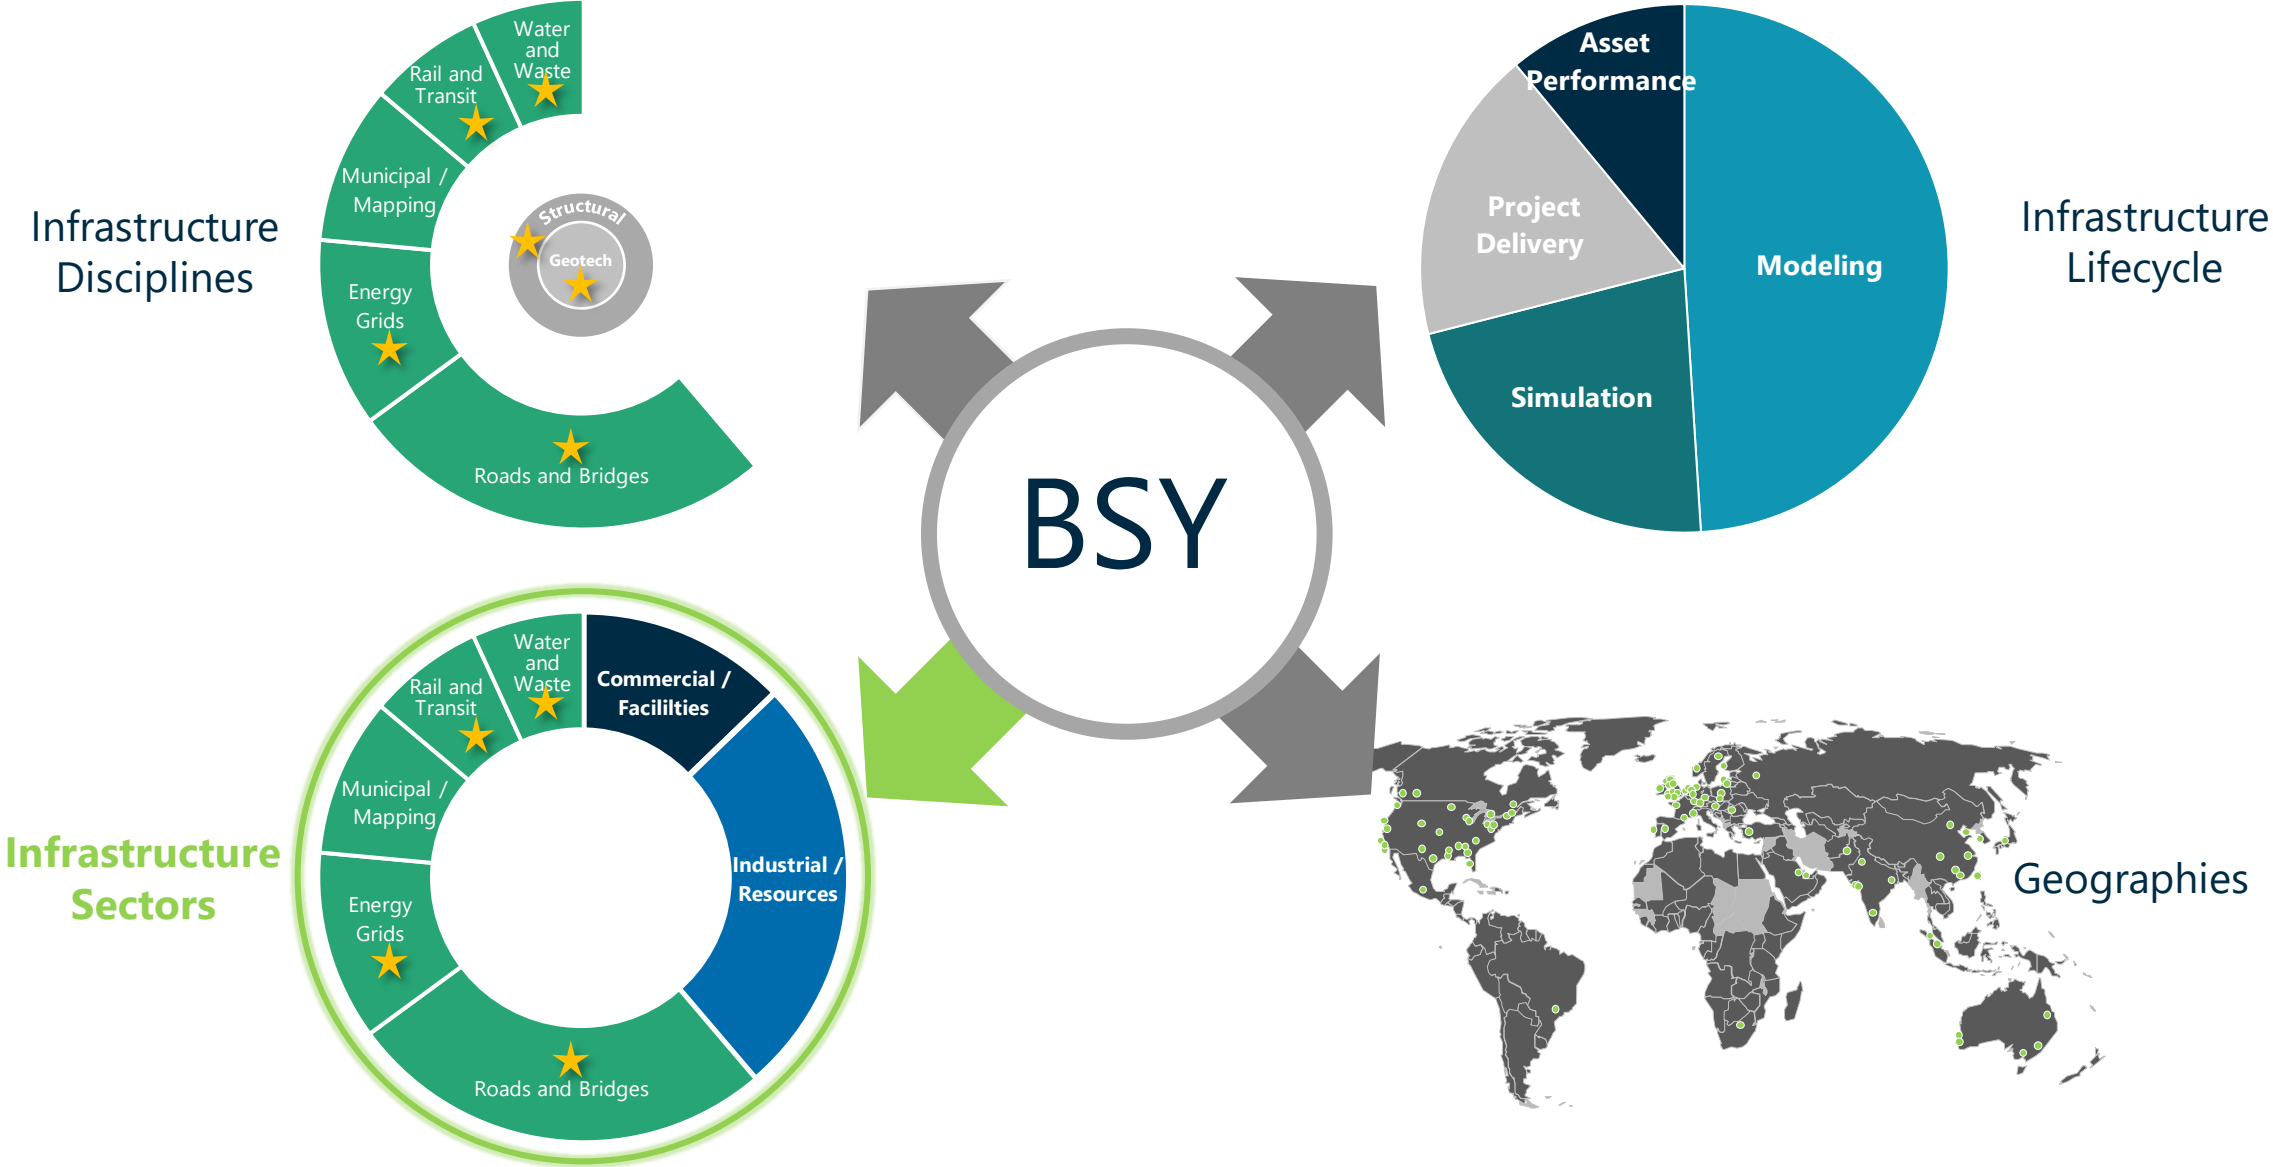 Infrastructure
Disciplines
Water
and
Waste
Rail and
Transit
Municipal /
Mapping
Energy
Grids
Roads and Bridges
Structural
Geotech
Asset
Performance
Project
Delivery
Modeling
Simulation
Infrastructure
Lifecycle
BSY
Infrastructure
Sectors
Water
and
Waste
Rail and
Transit
Municipal /
Mapping
Energy
Grids
Roads and Bridges
Commercial /
Facililties
Industrial /
Resources
Geographies